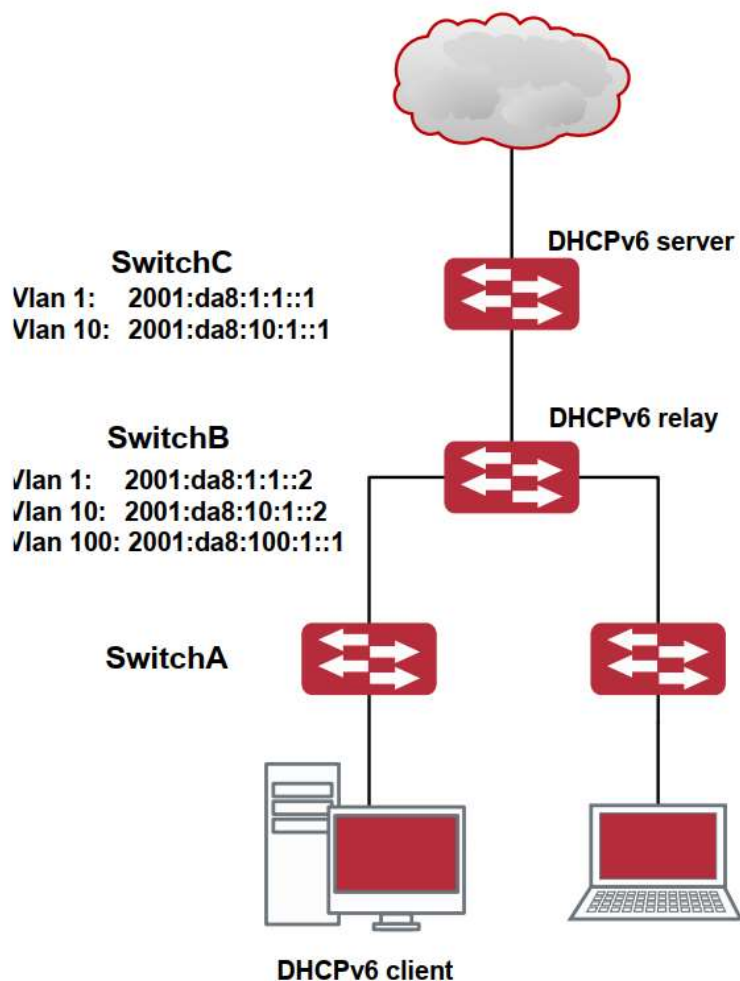 DHCPv6 server
SwitchC
Vlan 1: 2001:da8:1:1::1
Vlan 10: 2001:da8:10:1::1
DHCPv6 relay
SwitchB
Vlan 1: 2001:da8:1:1::2
Vlan 10: 2001:da8:10:1::2
Vlan 100: 2001:da8:100:1::1
SwitchA
DHCPv6 client